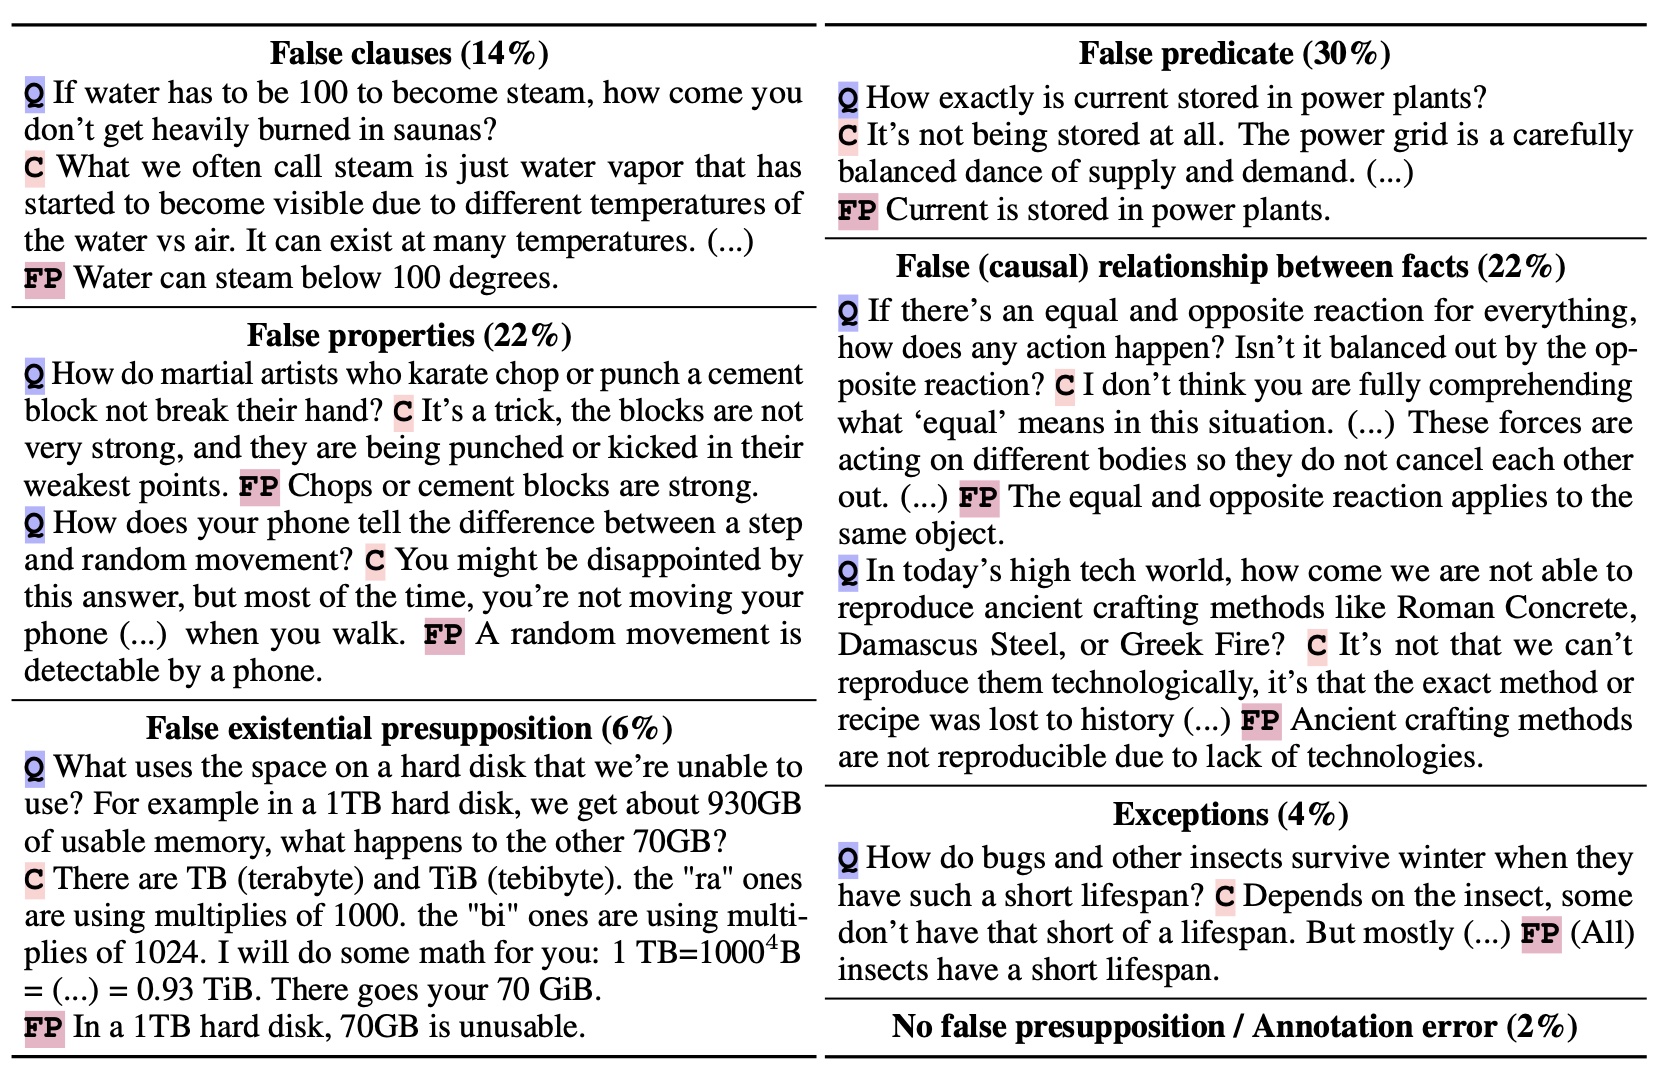 False clauses (14%)
Q If water has to be 100 to become steam, how come you
don't get heavily burned in saunas?
C What we often call steam is just water vapor that has
started to become visible due to different temperatures of
the water vs air. It can exist at many temperatures. (...)
FP Water can steam below 100 degrees.
False properties (22%)
Q How do martial artists who karate chop or punch a cement
block not break their hand? C It's a trick, the blocks are not
very strong, and they are being punched or kicked in their
weakest points. FP Chops or cement blocks are strong.
Q How does your phone tell the difference between a step
and random movement? C You might be disappointed by
this answer, but most of the time, you're not moving your
phone (...) when you walk. FP A random movement is
detectable by a phone.
False existential presupposition (6%)
Q What uses the space on a hard disk that we're unable to
use? For example in a 1TB hard disk, we get about 930GB
of usable memory, what happens to the other 70GB?
C There are TB (terabyte) and TiB (tebibyte). the "ra" ones
are using multiplies of 1000. the "bi" ones are using multi-
plies of 1024. I will do some math for you: 1 TB=1000⁴B
= (...) = 0.93 TiB. There goes your 70 GiB.
FP In a 1TB hard disk, 70GB is unusable.
False predicate (30%)
Q How exactly is current stored in power plants?
C It's not being stored at all. The power grid is a carefully
balanced dance of supply and demand. (...)
FP Current is stored in power plants.
False (causal) relationship between facts (22%)
Q If there's an equal and opposite reaction for everything,
how does any action happen? Isn't it balanced out by the op-
posite reaction? C I don't think you are fully comprehending
what 'equal' means in this situation. (...) These forces are
acting on different bodies so they do not cancel each other
out. (...) FP The equal and opposite reaction applies to the
same object.
Q In today's high tech world, how come we are not able to
reproduce ancient crafting methods like Roman Concrete,
Damascus Steel, or Greek Fire? C It's not that we can't
reproduce them technologically, it's that the exact method or
recipe was lost to history (...) FP Ancient crafting methods
are not reproducible due to lack of technologies.
Exceptions (4%)
Q How do bugs and other insects survive winter when they
have such a short lifespan? C Depends on the insect, some
don't have that short of a lifespan. But mostly (...) FP (All)
insects have a short lifespan.
No false presupposition / Annotation error (2%)